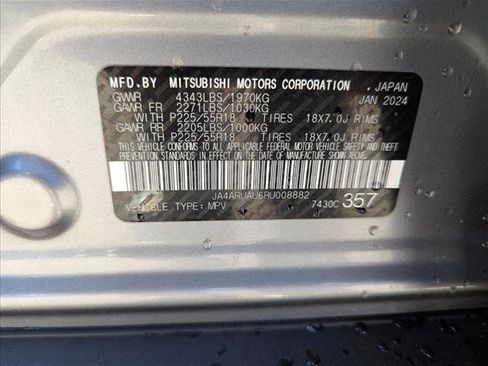 MFD.BY MITSUBISHI MOTORS CORPORATION , JAPAN
GVWR 4343LBS/1970KG JAN 2024
GAWR FR 2271LBS/1030KG
WITH P225/55R18 TIRES 18X7.0J RIMS
GAWR RR 2205LBS/1000KG
WITH P225/55R18 TIRES 18X7.0J RIMS
THIS VEHICLE CONFORMS TO ALL APPLICABLE FEDERAL MOTOR VEHICLE SAFETY AND THEFT
PREVENTION STANDARDS IN EFFECT ON THE DATE OF MANUFACTURE SHOWN ABOVE.
JA4ARUAU6RU008882
VEHICLE TYPE: MPV 7430C 357